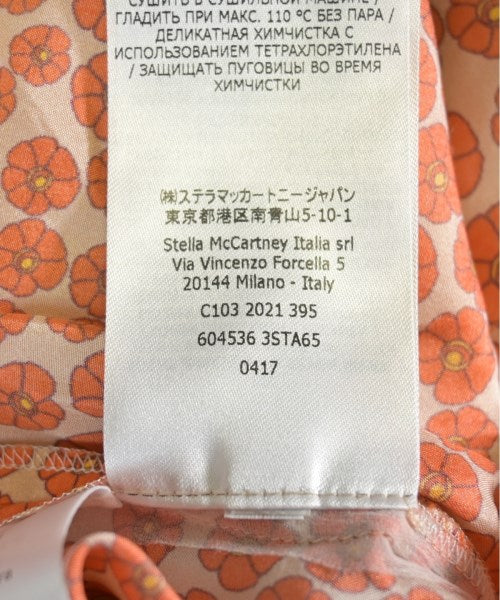 СУШИТЬ В СУШИЛЬНОЙ МАШИНЕ /
ГЛАДИТЬ ПРИ МАКС. 110 °C БЕЗ ПАРА /
ДЕЛИКАТНАЯ ХИМЧИСТКА С
ИСПОЛЬЗОВАНИЕМ ТЕТРАХЛОРЭТИЛЕНА
/ ЗАЩИЩАТЬ ПУГОВИЦЫ ВО ВРЕМЯ
ХИМЧИСТКИ
㈱ステラマッカートニージャパン
東京都港区南青山5-10-1
Stella McCartney Italia srl
Via Vincenzo Forcella 5
20144 Milano - Italy
C103 2021 395
604536 3STA65
0417